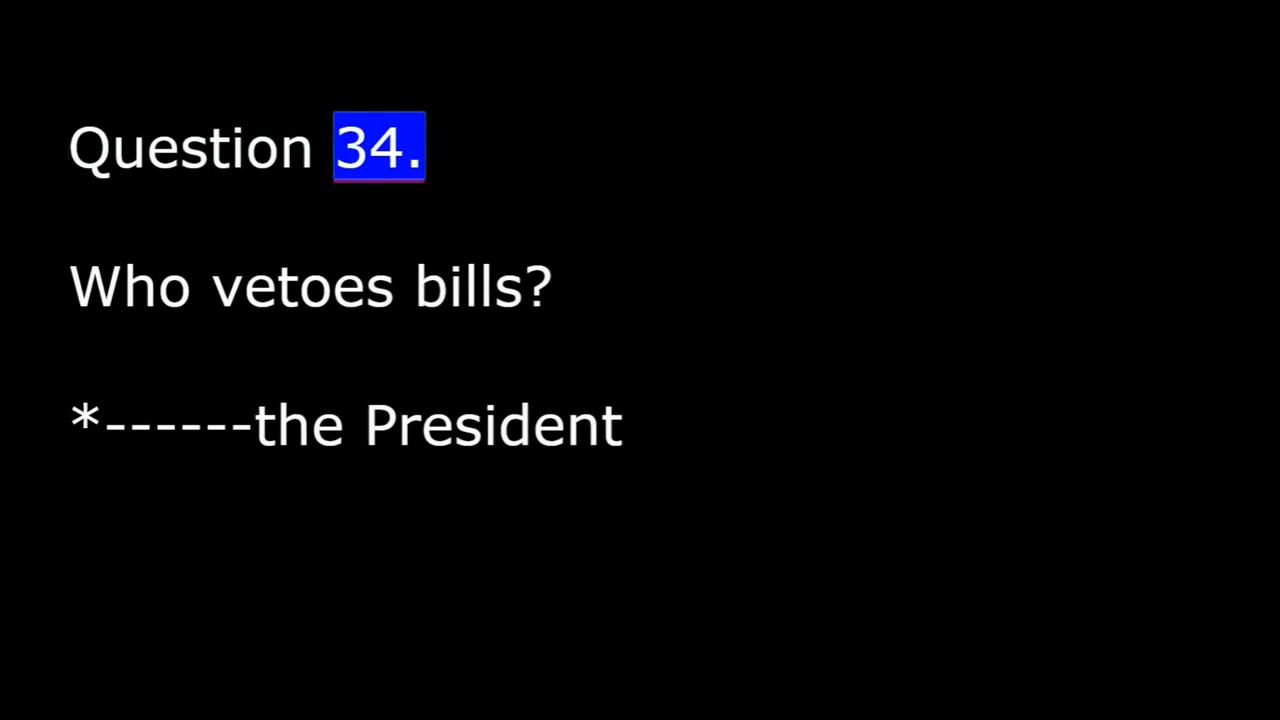 Question 34.
Who vetoes bills?
*------the President